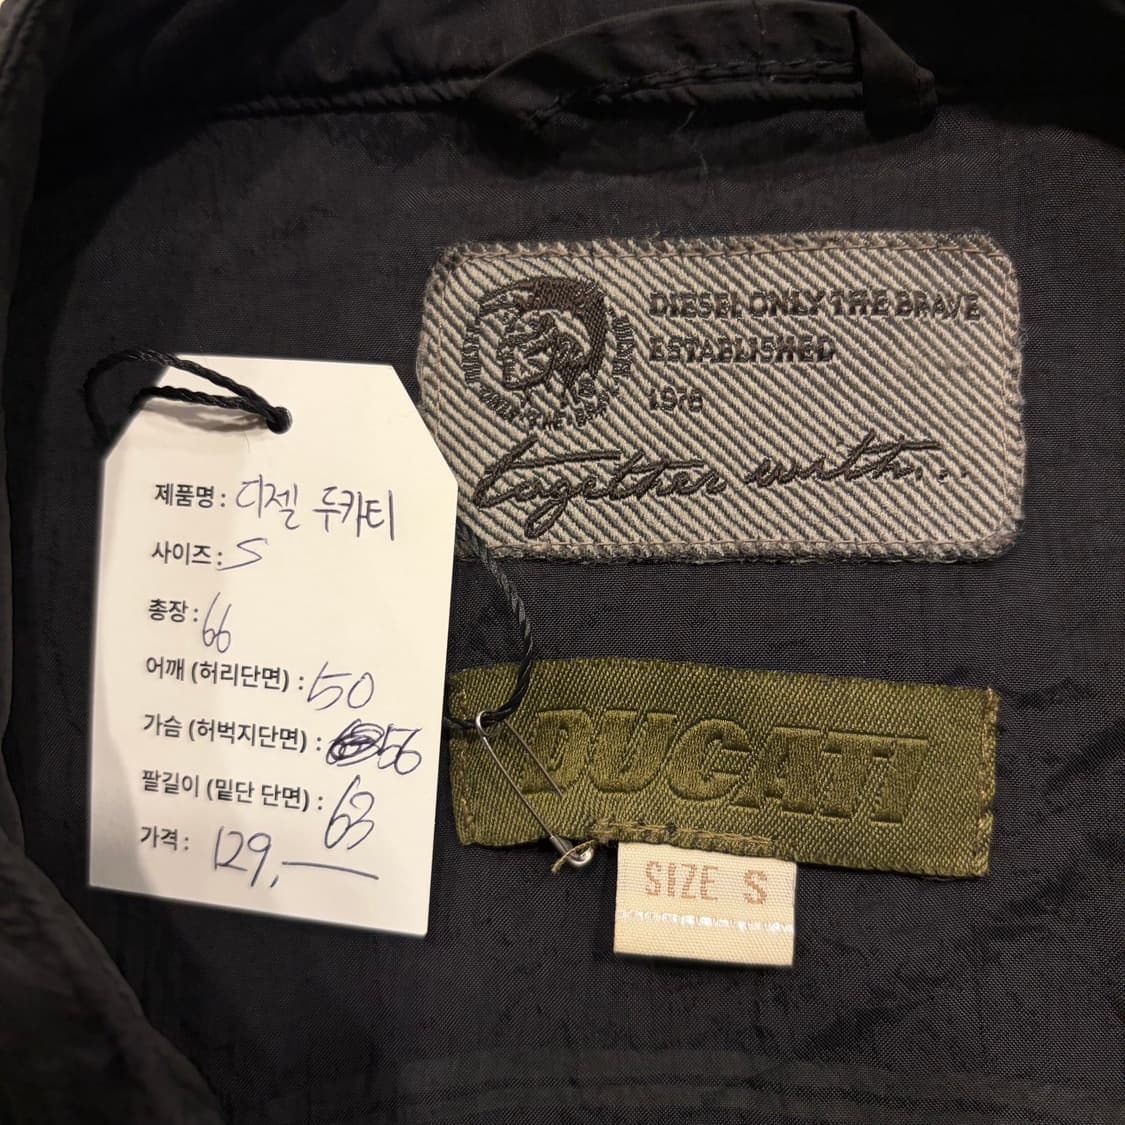 DIESEL ONLY THE BRAVE
ESTABLISHED
1978
together with...
제품명 : 디젤 두카티
사이즈 : S
총장 : 66
어깨 (허리단면) : 50
가슴 (허벅지단면) : 56
팔길이 (밑단 단면) : 63
가격 : 129,—
DUCATI
SIZE S